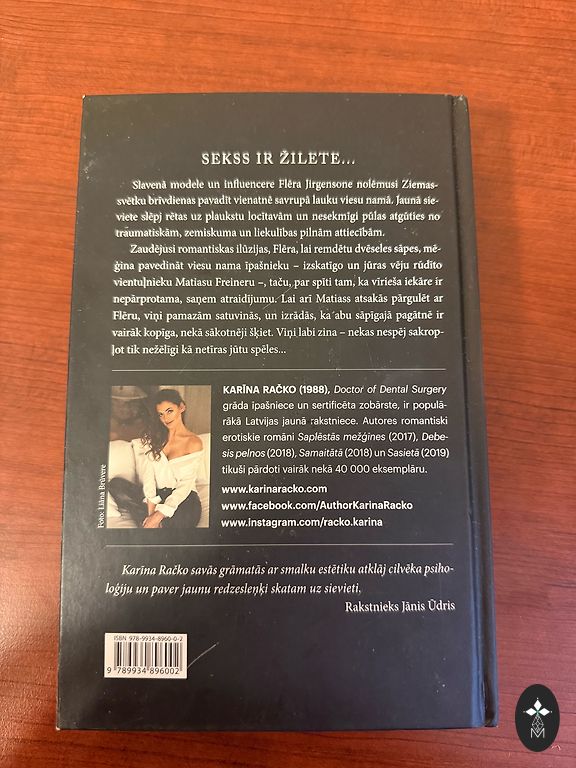 SEKSS IR ŽILETE...
Slavenā modele un influencere Flēra Jirgensone nolēmusi Ziemas-
svētku brīvdienas pavadīt vienatnē savrupā lauku viesu namā. Jaunā sie-
viete slēpj rētas uz plaukstu locītavām un nesekmīgi pūlas atgūties no
traumatiskām, zemiskuma un liekulības pilnām attiecībām.
Zaudējusi romantiskas ilūzijas, Flēra, lai remdētu dvēseles sāpes, mē-
ģina pavedināt viesu nama īpašnieku – izskatīgo un jūras vēju rūdīto
vientuļnieku Matiasu Freineru –, taču, par spīti tam, ka vīrieša iekāre ir
nepārprotama, saņem atraidījumu. Lai arī Matiass atsakās pārgulēt ar
Flēru, viņi pamazām satuvinās, un izrādās, ka abu sāpīgajā pagātnē ir
vairāk kopīga, nekā sākotnēji šķiet. Viņi labi zina – nekas nespēj sakrop-
ļot tik nežēlīgi kā netīras jūtu spēles...
KARĪNA RAČKO (1988), Doctor of Dental Surgery
grāda īpašniece un sertificēta zobārste, ir populā-
rākā Latvijas jaunā rakstniece. Autores romantiski
erotiskie romāni Saplēstās mežģīnes (2017), Debe-
sis pelnos (2018), Samaitātā (2018) un Sasietā (2019)
tikuši pārdoti vairāk nekā 40 000 eksemplāru.
www.karinaracko.com
www.facebook.com/AuthorKarinaRacko
www.instagram.com/racko.karina
Foto: Liāna Brūvere
Karīna Račko savās grāmatās ar smalku estētiku atklāj cilvēka psiho-
loģiju un paver jaunu redzesleņķi skatam uz sievieti.
Rakstnieks Jānis Ūdris
ISBN 978-9934-8960-0-2
9 789934 896002